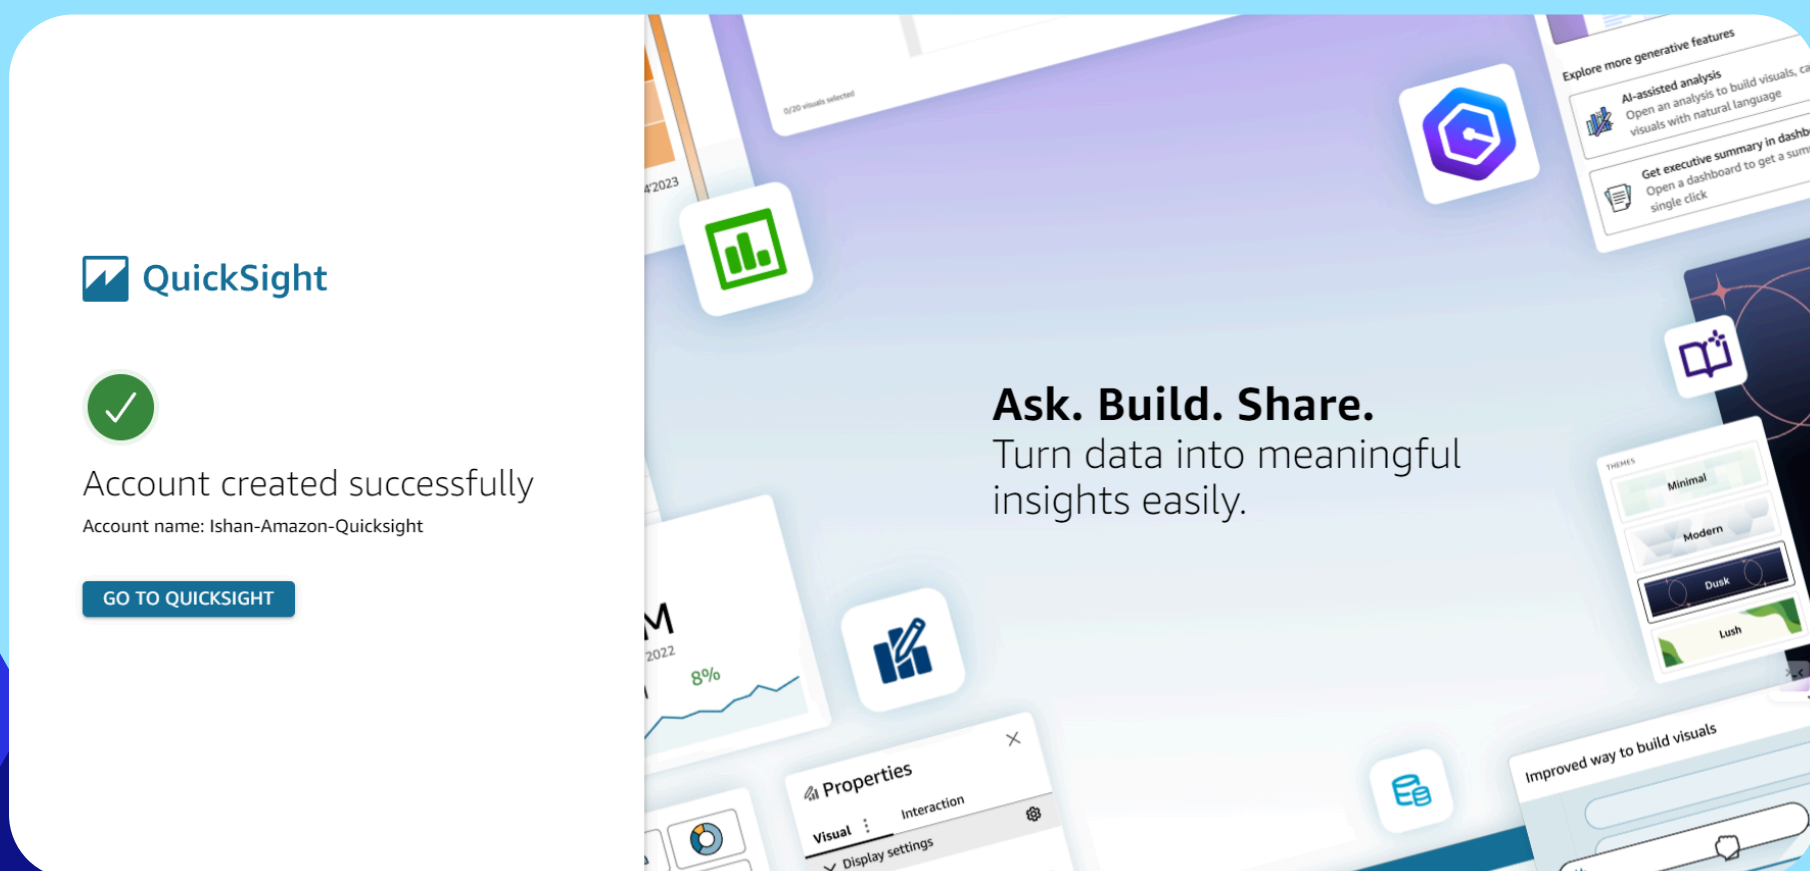 QuickSight
Account created successfully
Account name: Ishan-Amazon-Quicksight
GO TO QUICKSIGHT
0/20 visuals selected
4'2023
Explore more generative features
AI-assisted analysis
Open an analysis to build visuals,
visuals with natural language
Get executive summary in
Open a dashboard to get a
single click
Ask. Build. Share.
Turn data into meaningful
insights easily.
THEMES
Minimal
Modern
Dusk
Lush
M
2022
8%
Properties
Visual
Interaction
Display settings
Improved way to build visuals